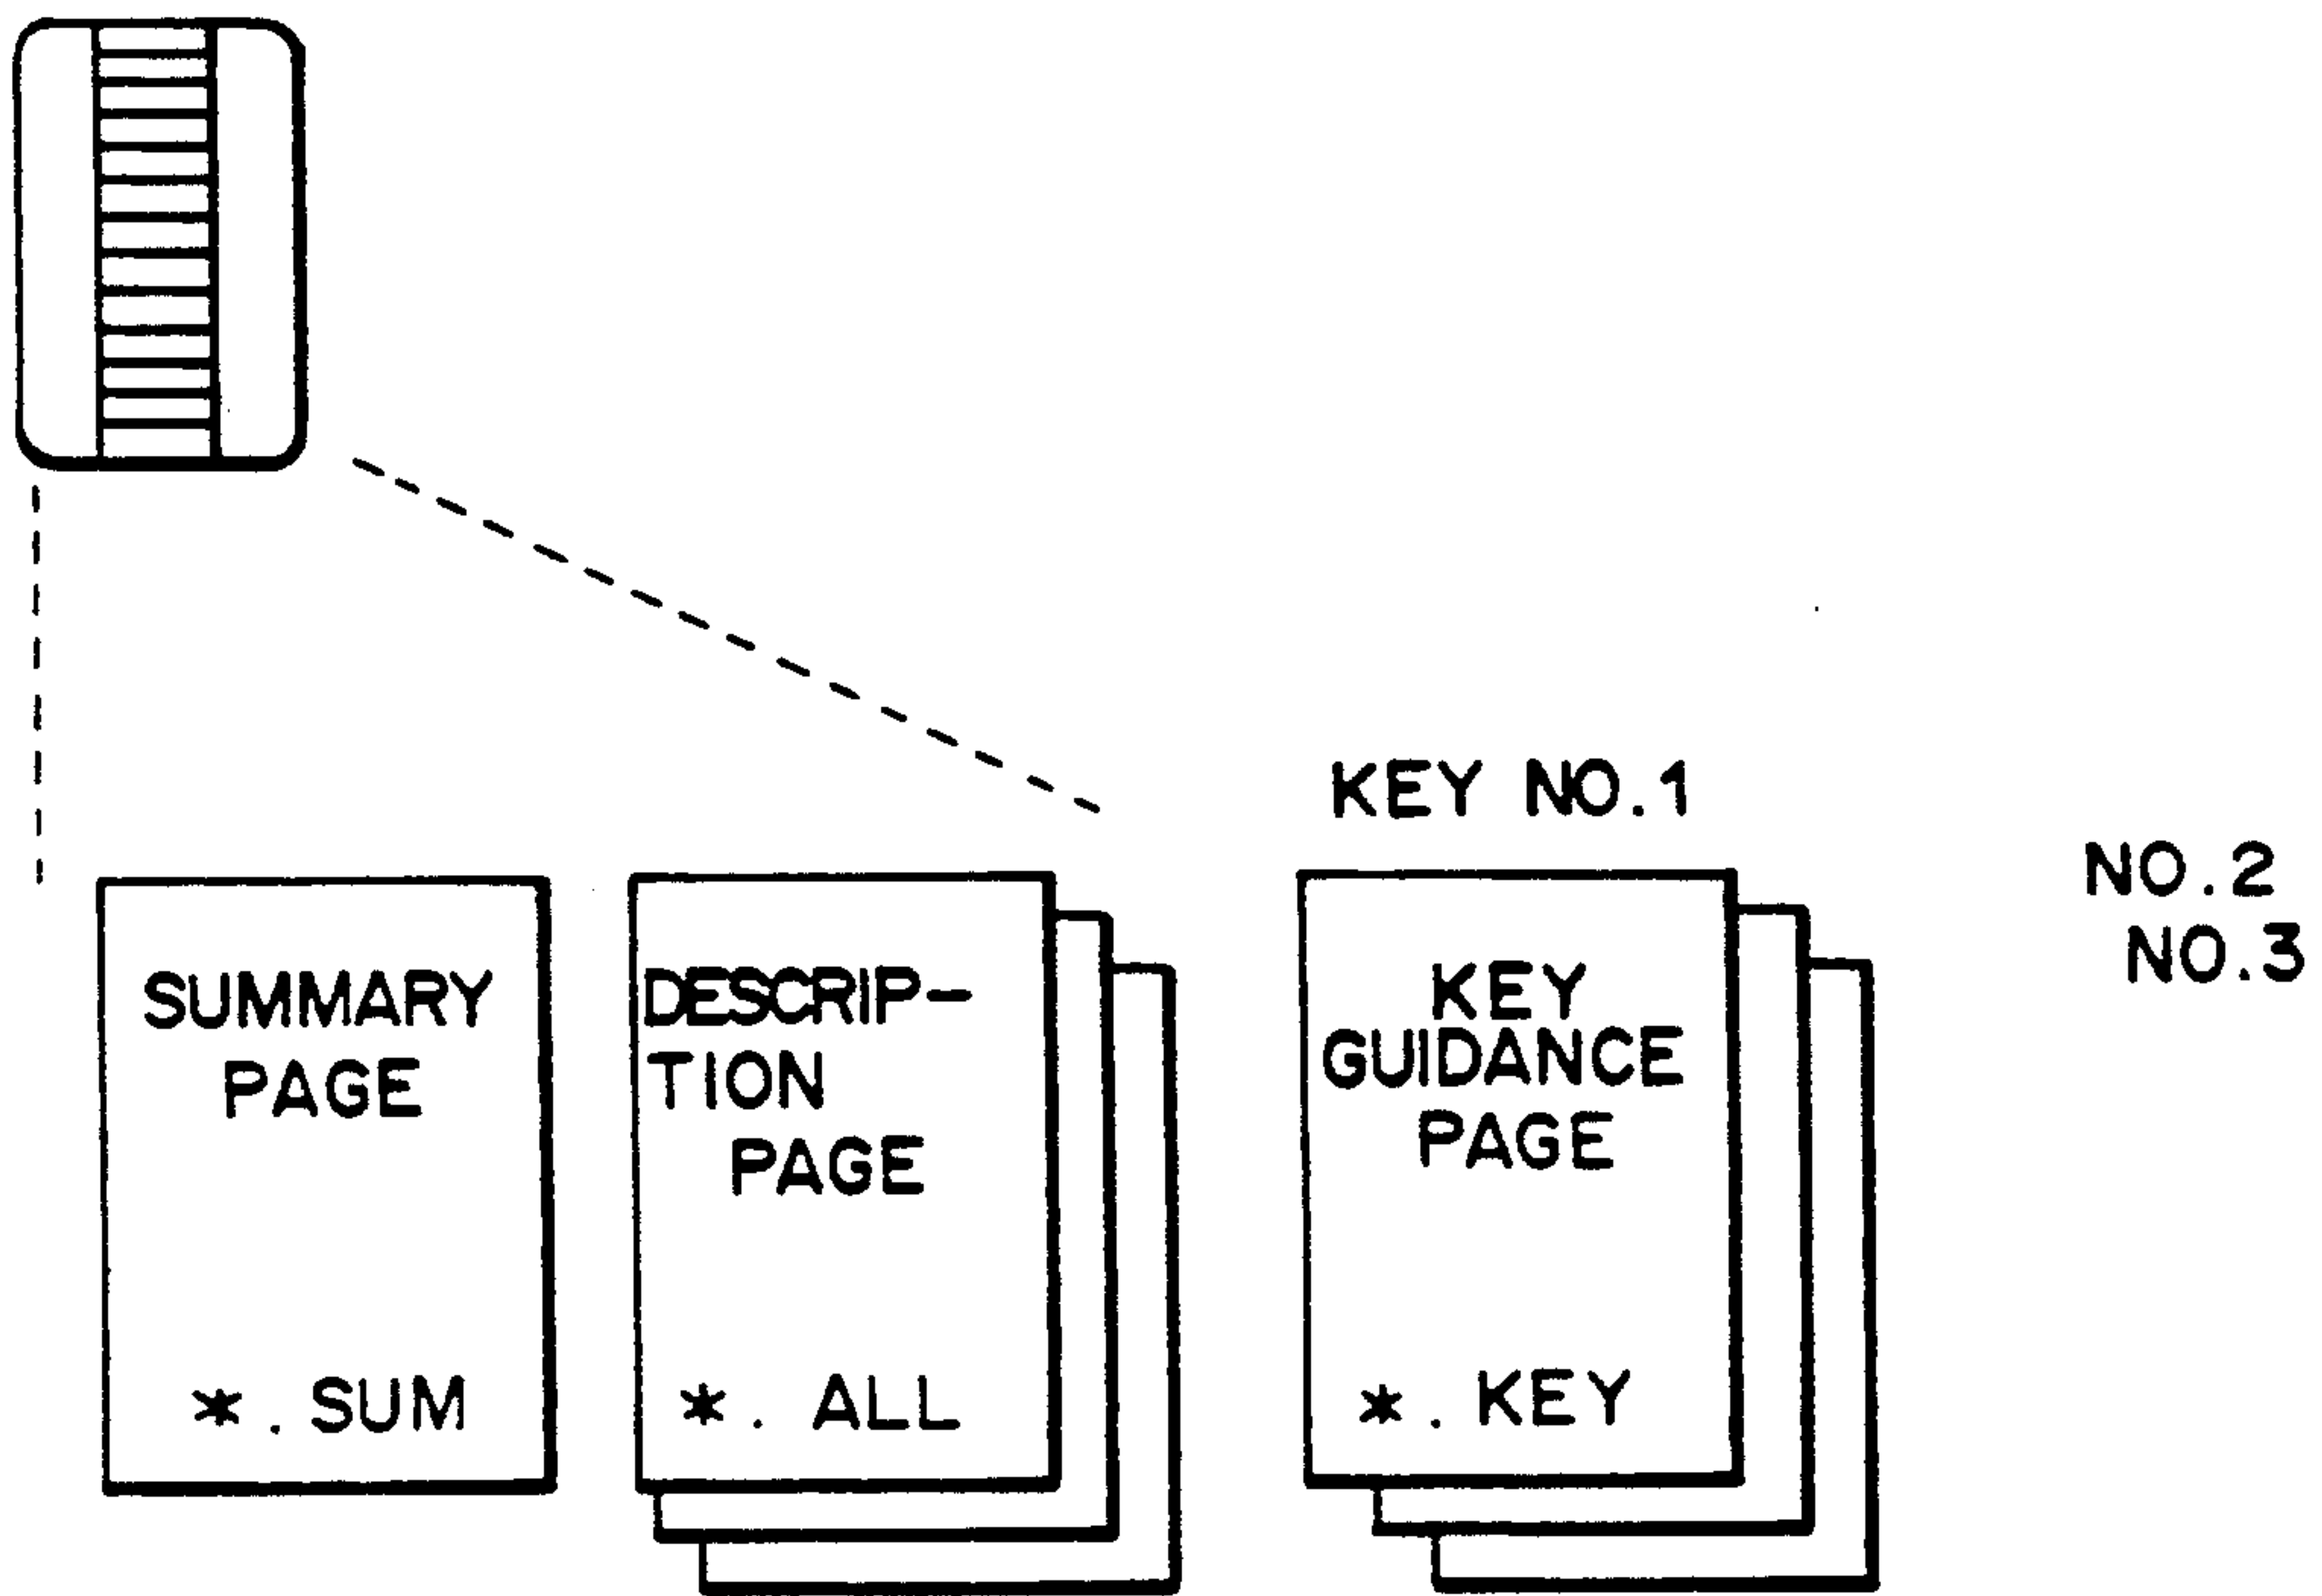 KEY NO.1
NO.2
NO.3
SUMMARY
PAGE
*.SUM
DESCRIP-
TION
PAGE
*. ALL
KEY
GUIDANCE
PAGE
*. KEY